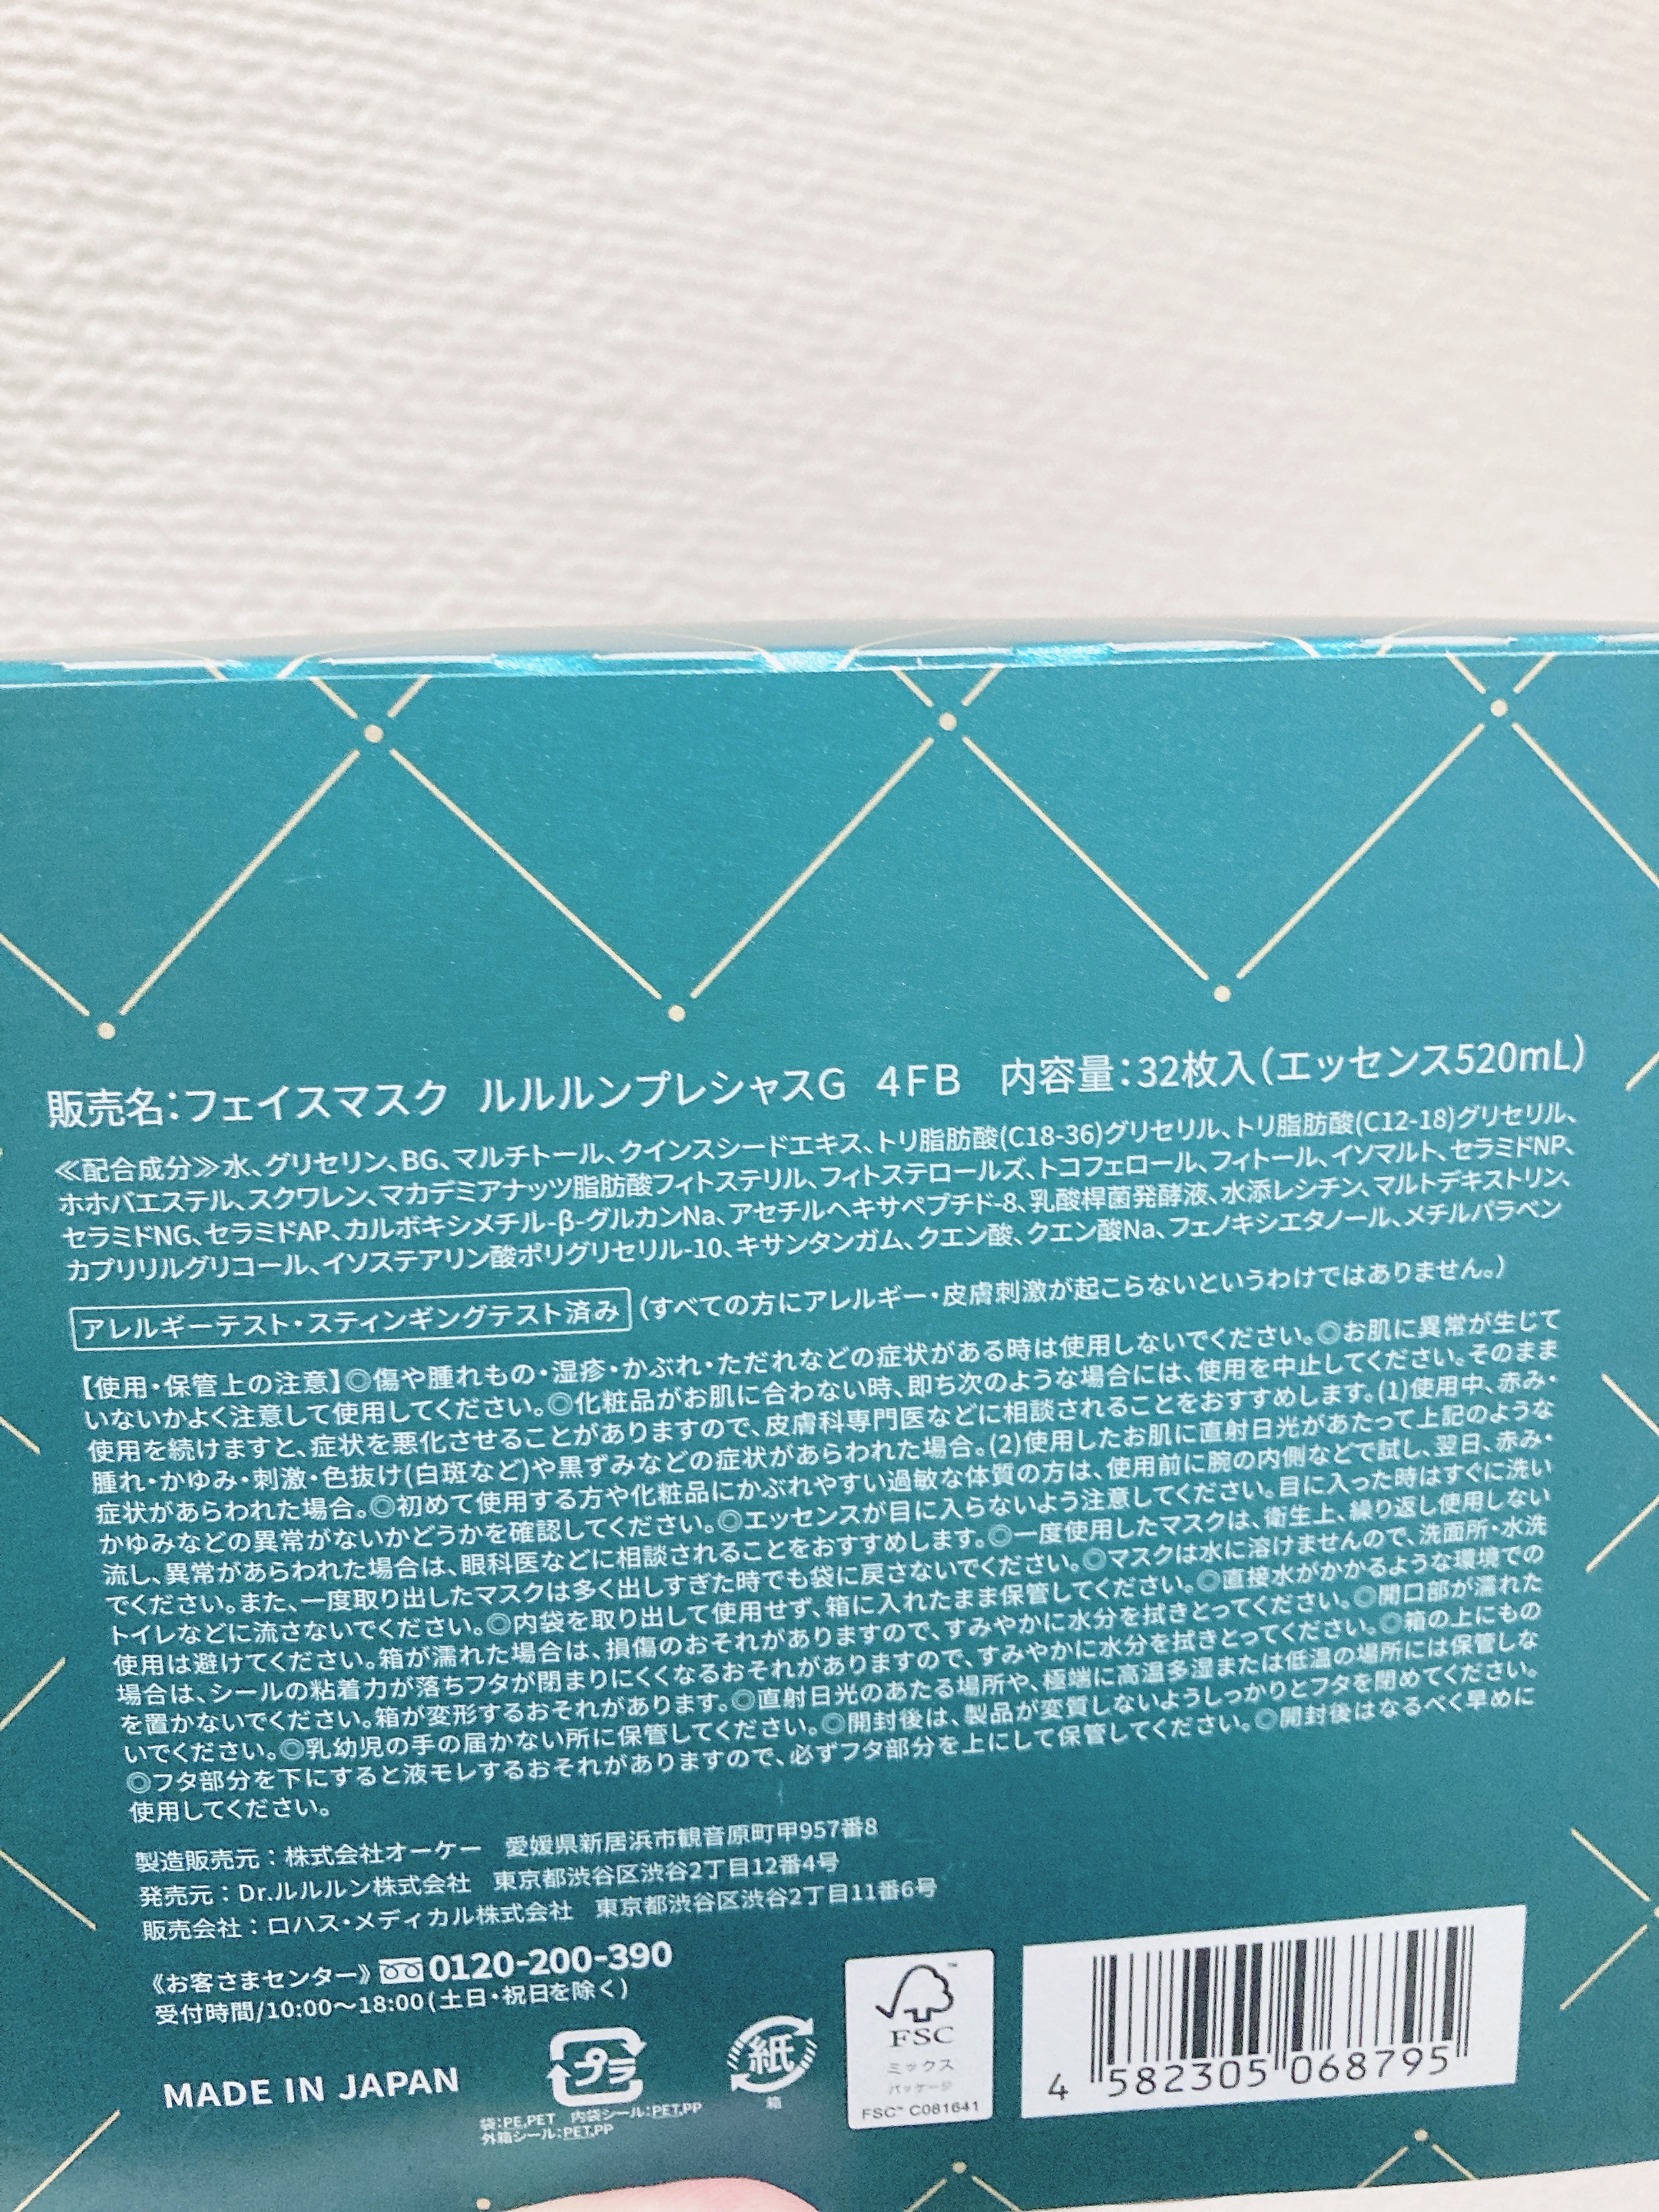 販売名：フェイスマスク ルルルンプレシャスG 4FB 内容量：32枚入（エッセンス520mL）
≪配合成分≫水、グリセリン、BG、マルチトール、クインスシードエキス、トリ脂肪酸(C18-36)グリセリル、トリ脂肪酸(C12-18)グリセリル、
ホホバエステル、スクワレン、マカデミアナッツ脂肪酸フィトステリル、フィトステロールズ、トコフェロール、フィトール、イソマルト、セラミドNP、
セラミドNG、セラミドAP、カルボキシメチル-β-グルカンNa、アセチルヘキサペプチド-8、乳酸桿菌発酵液、水添レシチン、マルトデキストリン、
カプリリルグリコール、イソステアリン酸ポリグリセリル-10、キサンタンガム、クエン酸、クエン酸Na、フェノキシエタノール、メチルパラベン
アレルギーテスト・スティンギングテスト済み（すべての方にアレルギー・皮膚刺激が起こらないというわけではありません。）
【使用・保管上の注意】◎傷や腫れもの・湿疹・かぶれ・ただれなどの症状がある時は使用しないでください。◎お肌に異常が生じて
いないかよく注意して使用してください。◎化粧品がお肌に合わない時、即ち次のような場合には、使用を中止してください。そのまま
使用を続けますと、症状を悪化させることがありますので、皮膚科専門医などに相談されることをおすすめします。(1)使用中、赤み・
腫れ・かゆみ・刺激・色抜け(白斑など)や黒ずみなどの症状があらわれた場合。(2)使用したお肌に直射日光があたって上記のような
症状があらわれた場合。◎初めて使用する方や化粧品にかぶれやすい過敏な体質の方は、使用前に腕の内側などで試し、翌日、赤み・
かゆみなどの異常がないかどうかを確認してください。◎エッセンスが目に入らないよう注意してください。目に入った時はすぐに洗い
流し、異常があらわれた場合は、眼科医などに相談されることをおすすめします。◎一度使用したマスクは、衛生上、繰り返し使用しない
でください。また、一度取り出したマスクは多く出しすぎた時でも袋に戻さないでください。◎マスクは水に溶けませんので、洗面所・水洗
トイレなどに流さないでください。◎内袋を取り出して使用せず、箱に入れたまま保管してください。◎直接水がかかるような環境での
使用は避けてください。箱が濡れた場合は、損傷のおそれがありますので、すみやかに水分を拭きとってください。◎開口部が濡れた
場合は、シールの粘着力が落ちフタが閉まりにくくなるおそれがありますので、すみやかに水分を拭きとってください。◎箱の上にもの
を置かないでください。箱が変形するおそれがあります。◎直射日光のあたる場所や、極端に高温多湿または低温の場所には保管しな
いでください。◎乳幼児の手の届かない所に保管してください。◎開封後は、製品が変質しないようしっかりとフタを閉めてください。
◎フタ部分を下にすると液モレするおそれがありますので、必ずフタ部分を上にして保管してください。◎開封後はなるべく早めに
使用してください。
製造販売元：株式会社オーケー 愛媛県新居浜市観音原町甲957番8
発売元：Dr.ルルルン株式会社 東京都渋谷区渋谷2丁目12番4号
販売会社：ロハス・メディカル株式会社 東京都渋谷区渋谷2丁目11番6号
《お客さまセンター》0120-200-390
受付時間/10:00〜18:00(土日・祝日を除く)
MADE IN JAPAN
プラ
袋：PE,PET 内袋シール：PET,PP
外箱シール：PET,PP
紙
箱
FSC™
ミックス
パッケージ
FSC™ C081641
4 582305 068795